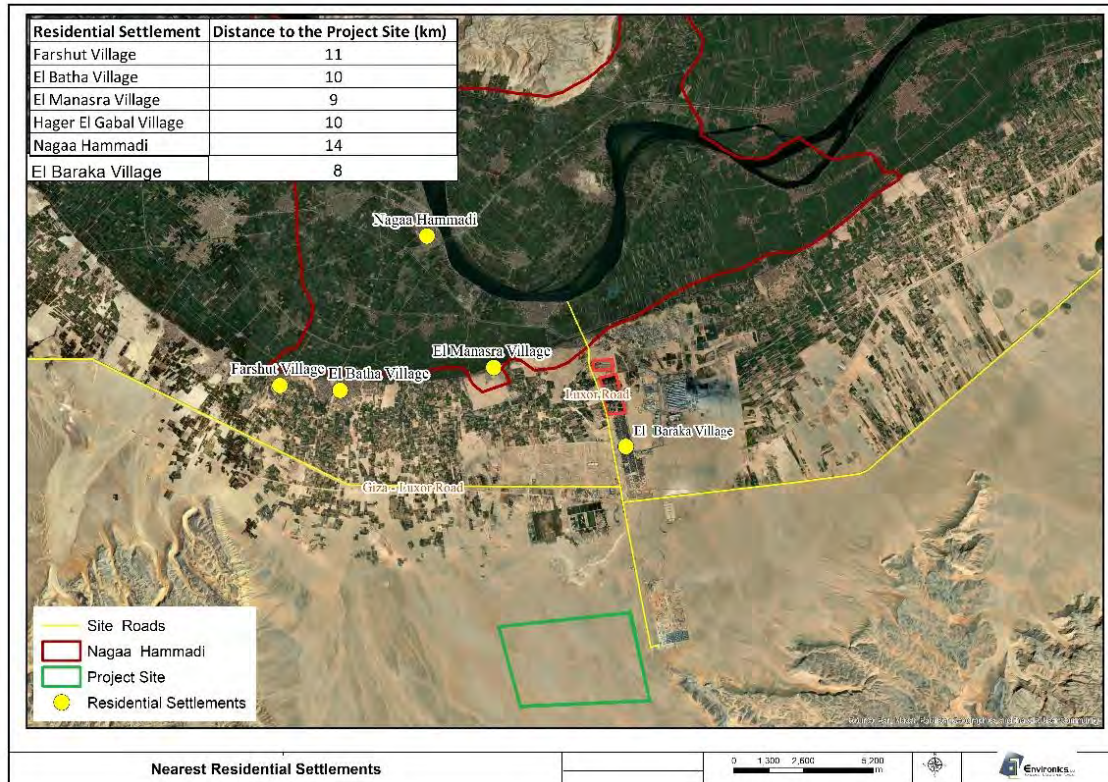 Residential Settlement Distance to the Project Site (km)
Farshut Village 11
El Batha Village 10
El Manasra Village 9
Hager El Gabal Village 10
Nagaa Hammadi 14
El Baraka Village 8
Nagaa Hammadi
El Manasra Village
Farshut Village
El Batha Village
Luxor Road
El Baraka Village
Giza - Luxor Road
Site Roads
Nagaa Hammadi
Project Site
Residential Settlements
Nearest Residential Settlements
0 1,300 2,600 5,200
m
Environics